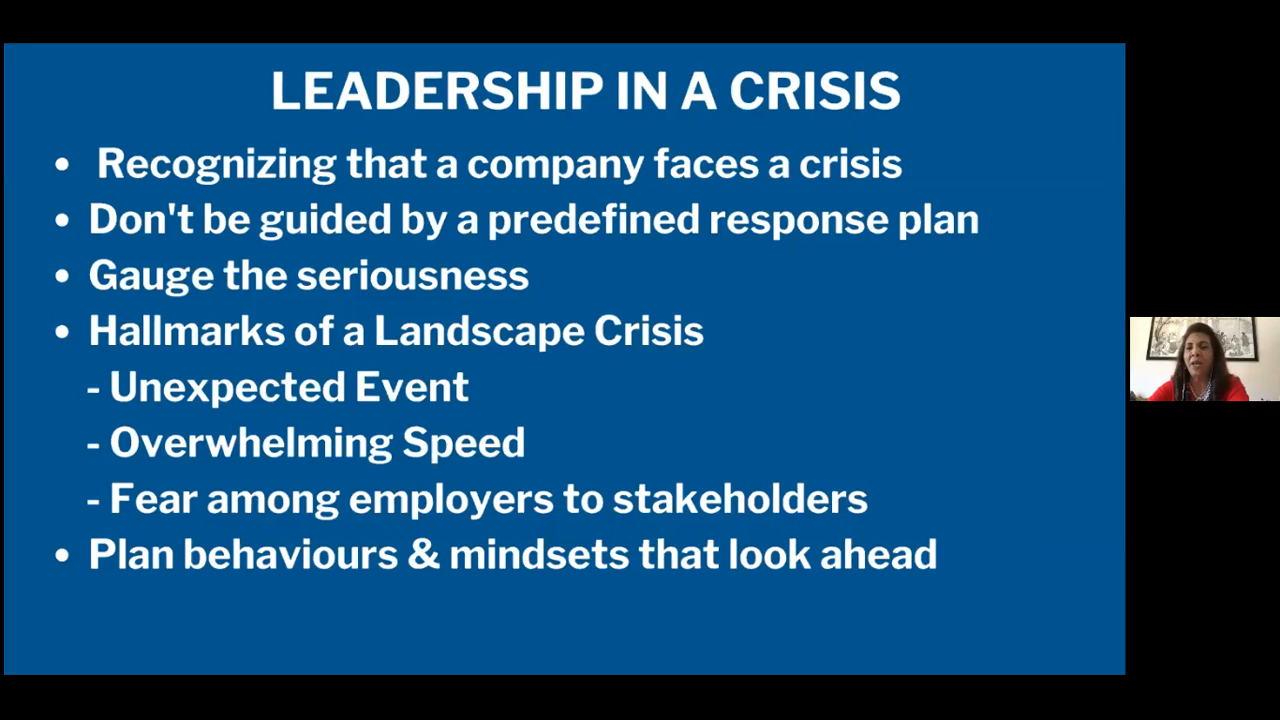 LEADERSHIP IN A CRISIS
• Recognizing that a company faces a crisis
• Don't be guided by a predefined response plan
• Gauge the seriousness
• Hallmarks of a Landscape Crisis
- Unexpected Event
- Overwhelming Speed
- Fear among employers to stakeholders
• Plan behaviours & mindsets that look ahead